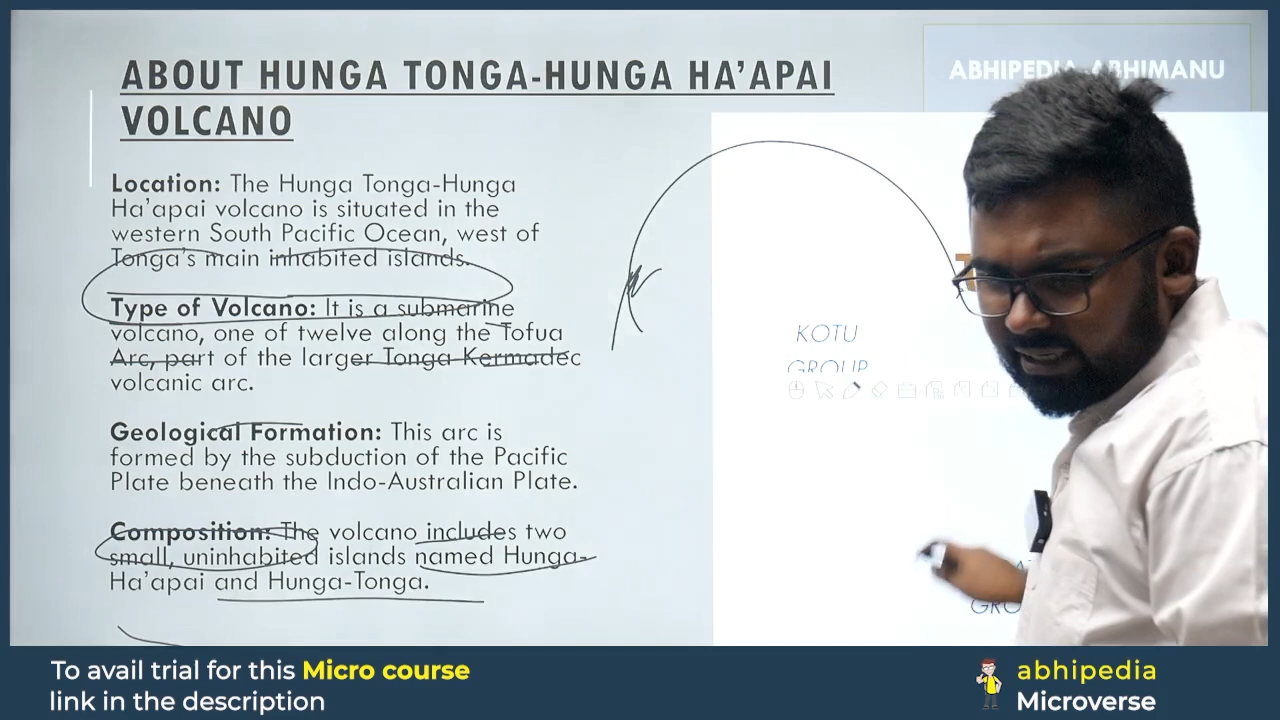 ABOUT HUNGA TONGA-HUNGA HA'APAI
VOLCANO
ABHIPEDIA ABHIMANU
Location: The Hunga Tonga-Hunga
Ha'apai volcano is situated in the
western South Pacific Ocean, west of
Tonga's main inhabited islands.
Type of Volcano: It is a submarine
volcano, one of twelve along the Tofua
Arc, part of the larger Tonga Kermadec
volcanic arc.
Geological Formation: This arc is
formed by the subduction of the Pacific
Plate beneath the Indo-Australian Plate.
Composition: The volcano includes two
small, uninhabited islands named Hunga-
Ha'apai and Hunga-Tonga.
KOTU
GROUP
To avail trial for this Micro course
link in the description
abhipedia
Microverse